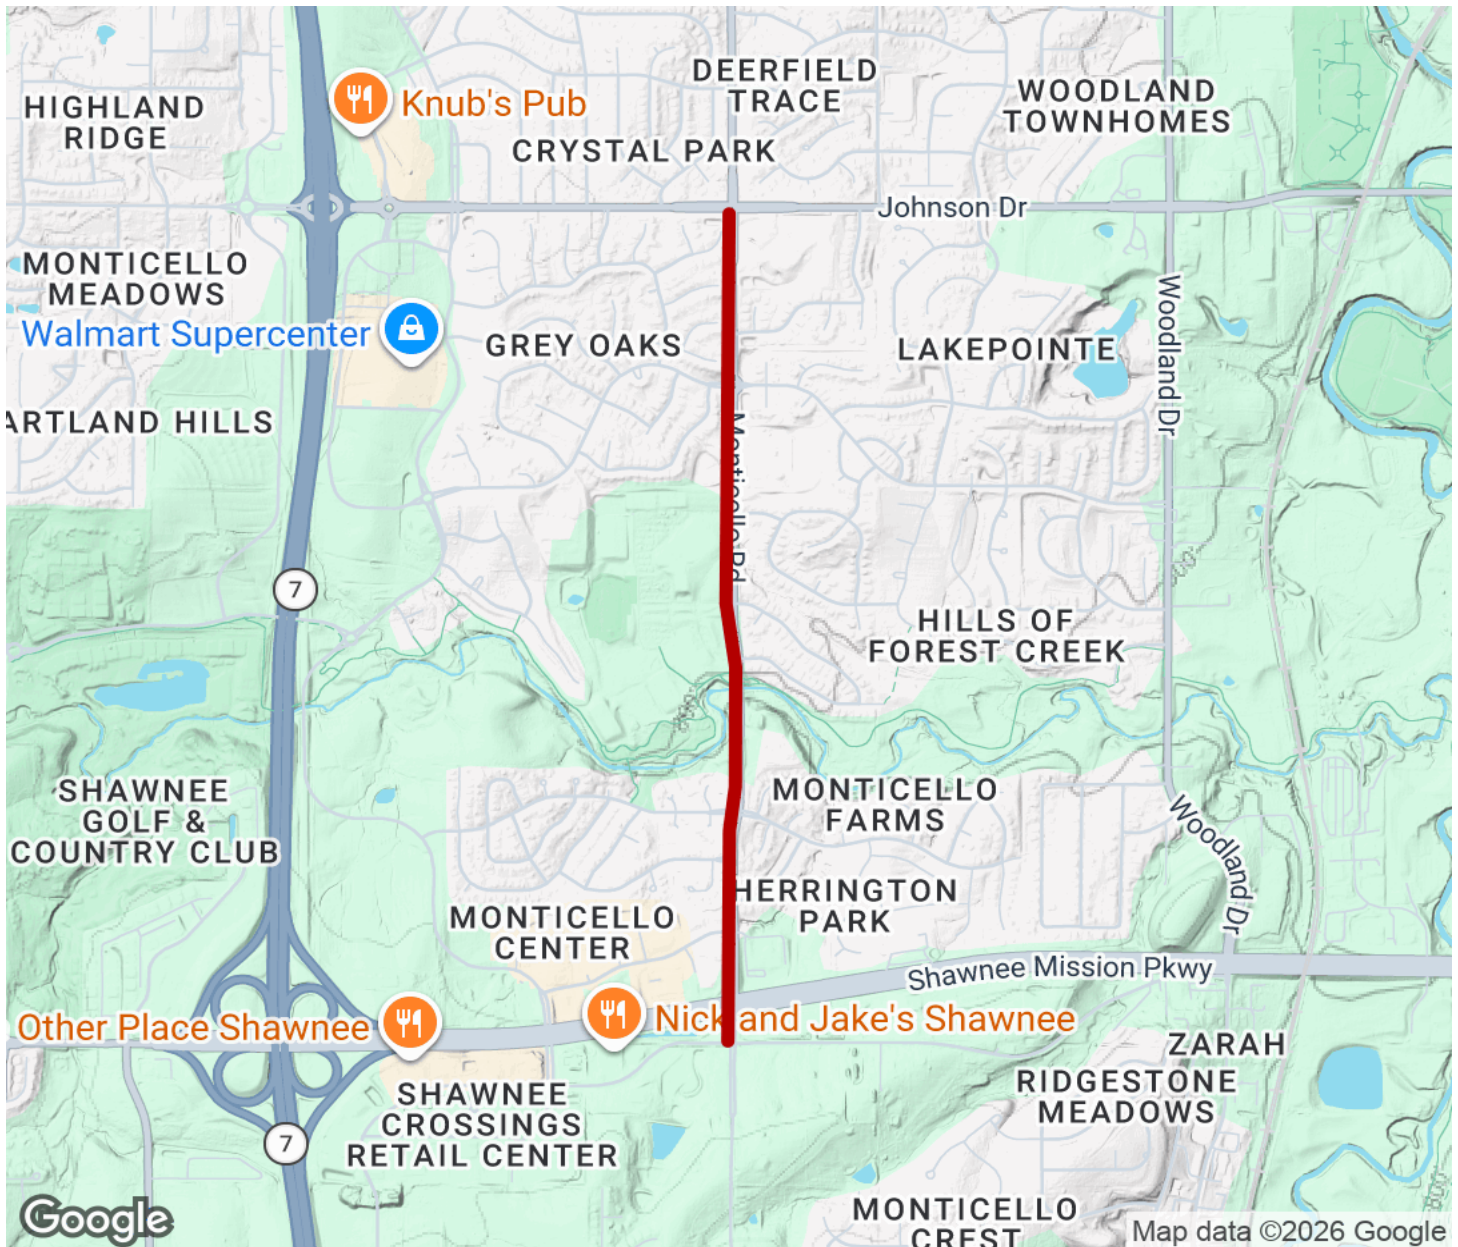 DEERFIELD
TRACE
WOODLAND
TOWNHOMES
HIGHLAND
RIDGE
Knub's Pub
CRYSTAL PARK
Johnson Dr
MONTICELLO
MEADOWS
Walmart Supercenter
GREY OAKS
LAKEPOINTE
Woodland Dr
ARTLAND HILLS
Monticello Rd
7
HILLS OF
FOREST CREEK
SHAWNEE
GOLF &
COUNTRY CLUB
MONTICELLO
FARMS
Woodland Dr
HERRINGTON
PARK
MONTICELLO
CENTER
Shawnee Mission Pkwy
Other Place Shawnee
Nick and Jake's Shawnee
ZARAH
RIDGESTONE
MEADOWS
SHAWNEE
CROSSINGS
RETAIL CENTER
7
MONTICELLO
CREST
Google
Map data ©2026 Google